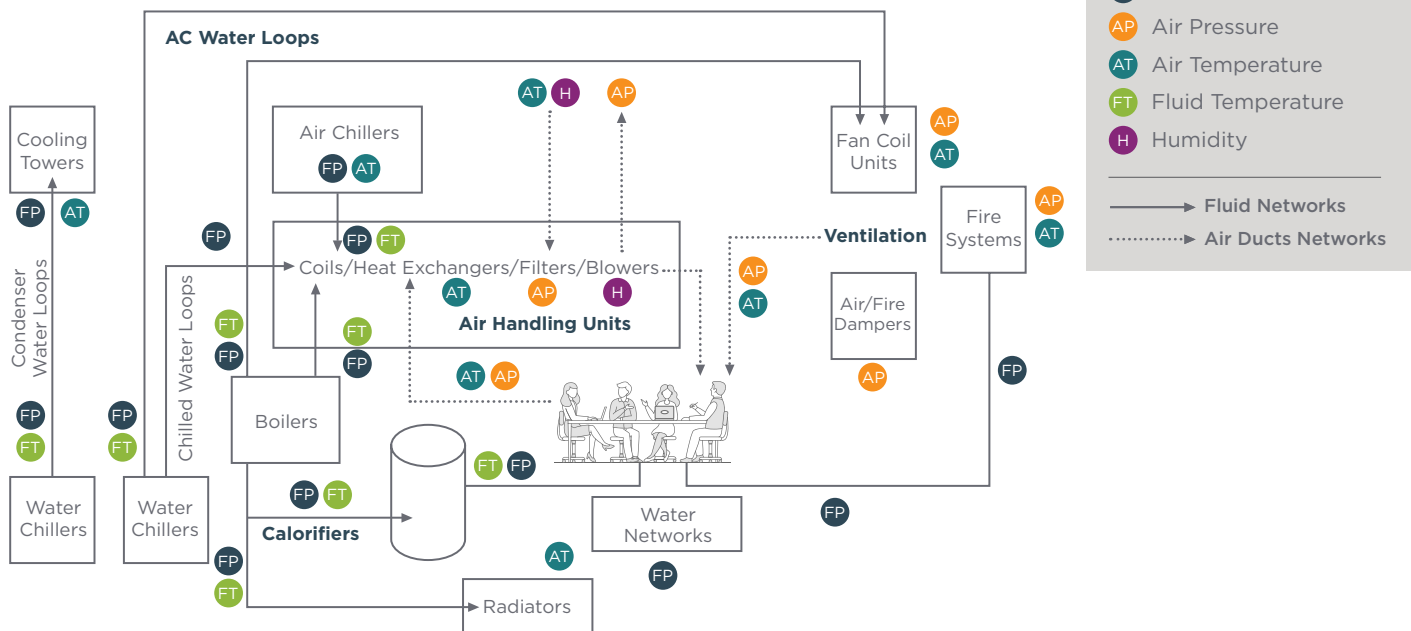 AC Water Loops
AT
H
AP
AP
Air Pressure
AT
Air Temperature
FT
Fluid Temperature
H
Humidity
Fluid Networks
Air Ducts Networks
Cooling
Towers
FP
AT
Air Chillers
FP
AT
Fan Coil
Units
AP
AT
Fire
Systems
AP
AT
FP
FP
FT
Coils/Heat Exchangers/Filters/Blowers
AT
AP
H
Air Handling Units
Ventilation
AP
AT
Air/Fire
Dampers
AP
Condenser
Water Loops
Chilled Water Loops
FT
FP
FT
FP
AT
AP
FP
FP
FT
FP
FT
Boilers
FT
FP
Water
Chillers
Water
Chillers
FP
FT
Calorifiers
Water
Networks
FP
FP
FP
FT
AT
Radiators